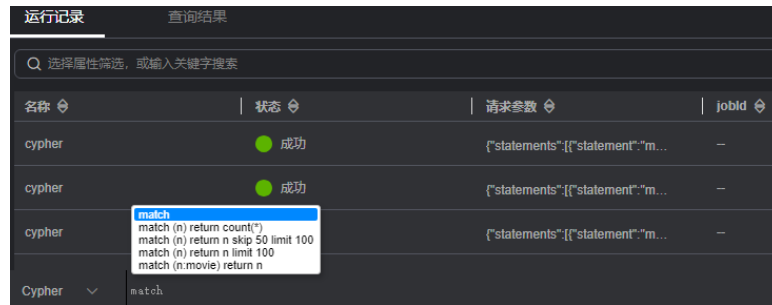 运行记录 查询结果
选择属性筛选，或输入关键字搜索
名称 状态 请求参数 jobId
cypher 成功 {"statements":[{"statement":"m... --
cypher 成功 {"statements":[{"statement":"m... --
match
match (n) return count(*)
cypher {"statements":[{"statement":"m... --
match (n) return n skip 50 limit 100
match (n) return n limit 100
match (n:movie) return n
Cypher match